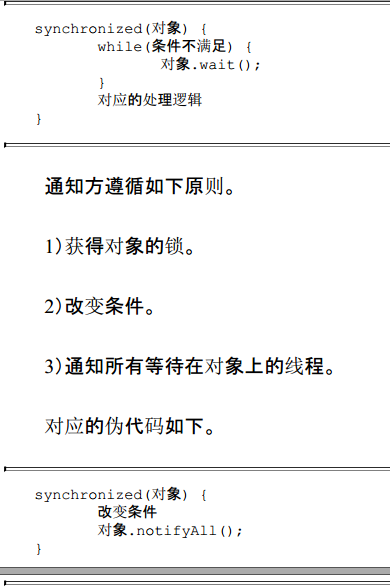 synchronized(对象) {
while(条件不满足) {
对象.wait();
}
对应的处理逻辑
}
通知方遵循如下原则。
1)获得对象的锁。
2)改变条件。
3)通知所有等待在对象上的线程。
对应的伪代码如下。
synchronized(对象) {
改变条件
对象.notifyAll();
}